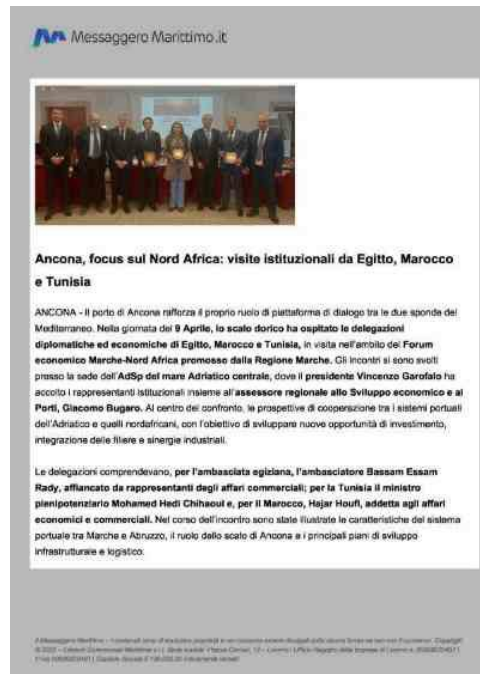 Messaggero Marittimo.it
Ancona, focus sul Nord Africa: visite istituzionali da Egitto, Marocco
e Tunisia
ANCONA - Il porto di Ancona rafforza il proprio ruolo di piattaforma di dialogo tra le due sponde del
Mediterraneo. Nella giornata del 9 Aprile, lo scalo dorico ha ospitato le delegazioni
diplomatiche ed economiche di Egitto, Marocco e Tunisia, in visita nell'ambito del Forum
economico Marche-Nord Africa promosso dalla Regione Marche. Gli incontri si sono svolti
presso la sede dell'AdSp del mare Adriatico centrale, dove il presidente Vincenzo Garofalo ha
accolto i rappresentanti istituzionali insieme all'assessore regionale allo Sviluppo economico e ai
Porti, Giacomo Bugaro. Al centro del confronto, le prospettive di cooperazione tra i sistemi portuali
dell'Adriatico e quelli nordafricani, con l'obiettivo di sviluppare nuove opportunità di investimento,
integrazione delle filiere e sinergie industriali.
Le delegazioni comprendevano, per l'ambasciata egiziana, l'ambasciatore Bassam Essam
Rady, affiancato da rappresentanti degli affari commerciali; per la Tunisia il ministro
plenipotenziario Mohamed Hedi Chihaoui e, per il Marocco, Hajar Houfi, addetta agli affari
economici e commerciali. Nel corso dell'incontro sono state illustrate le caratteristiche del sistema
portuale tra Marche e Abruzzo, il ruolo dello scalo di Ancona e i principali piani di sviluppo
infrastrutturale e logistico.